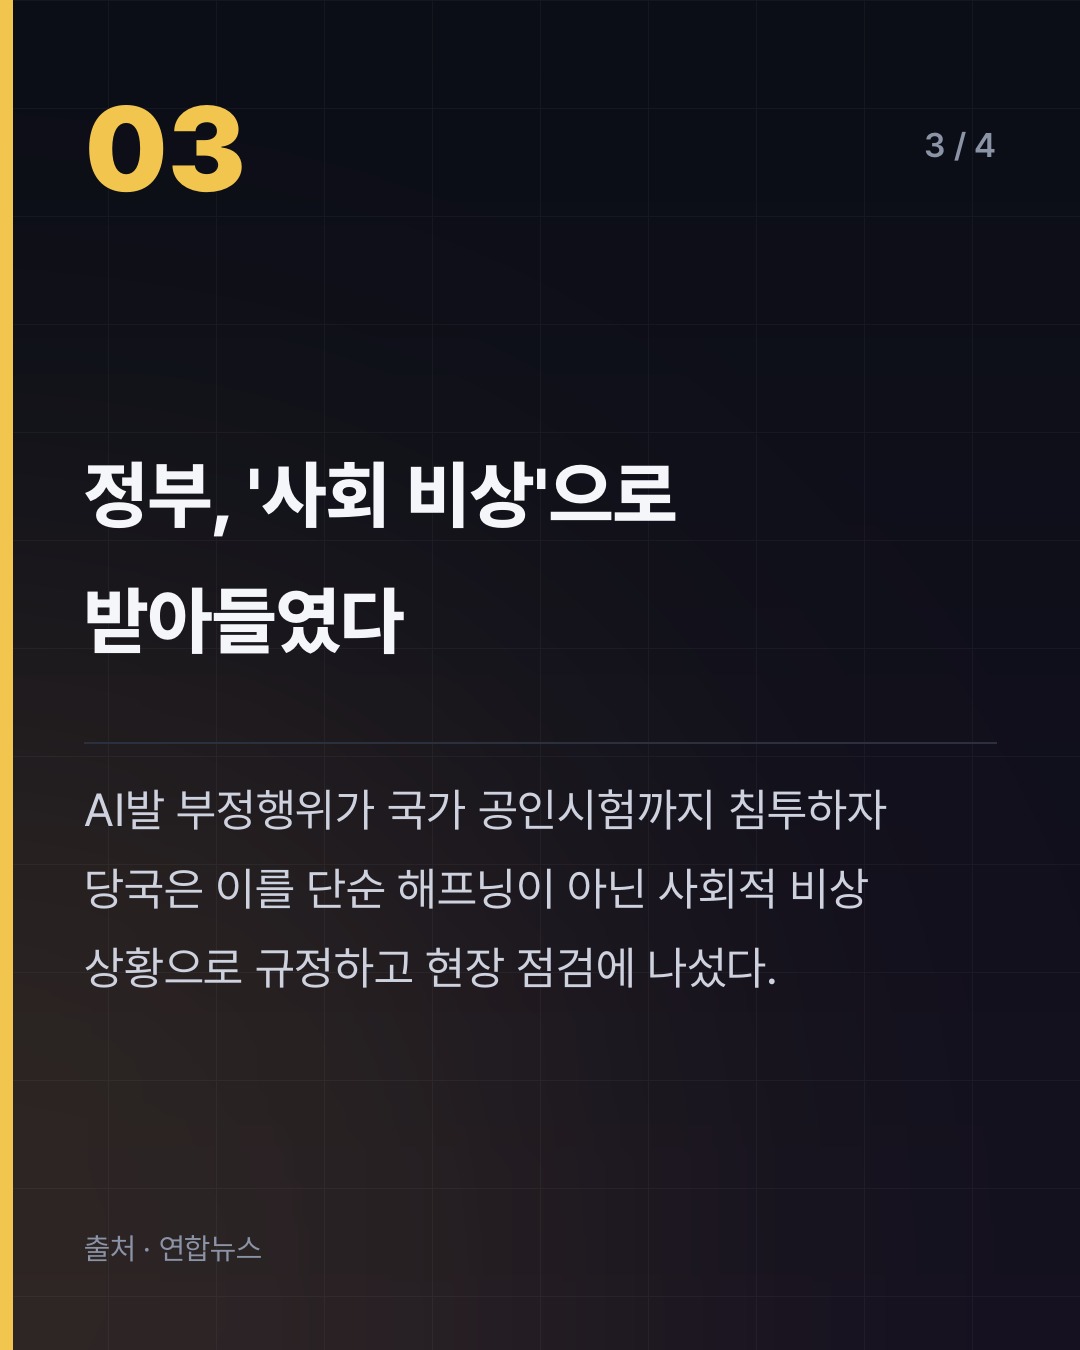 03
3 / 4
정부, '사회 비상'으로
받아들였다
AI발 부정행위가 국가 공인시험까지 침투하자
당국은 이를 단순 해프닝이 아닌 사회적 비상
상황으로 규정하고 현장 점검에 나섰다.
출처 · 연합뉴스